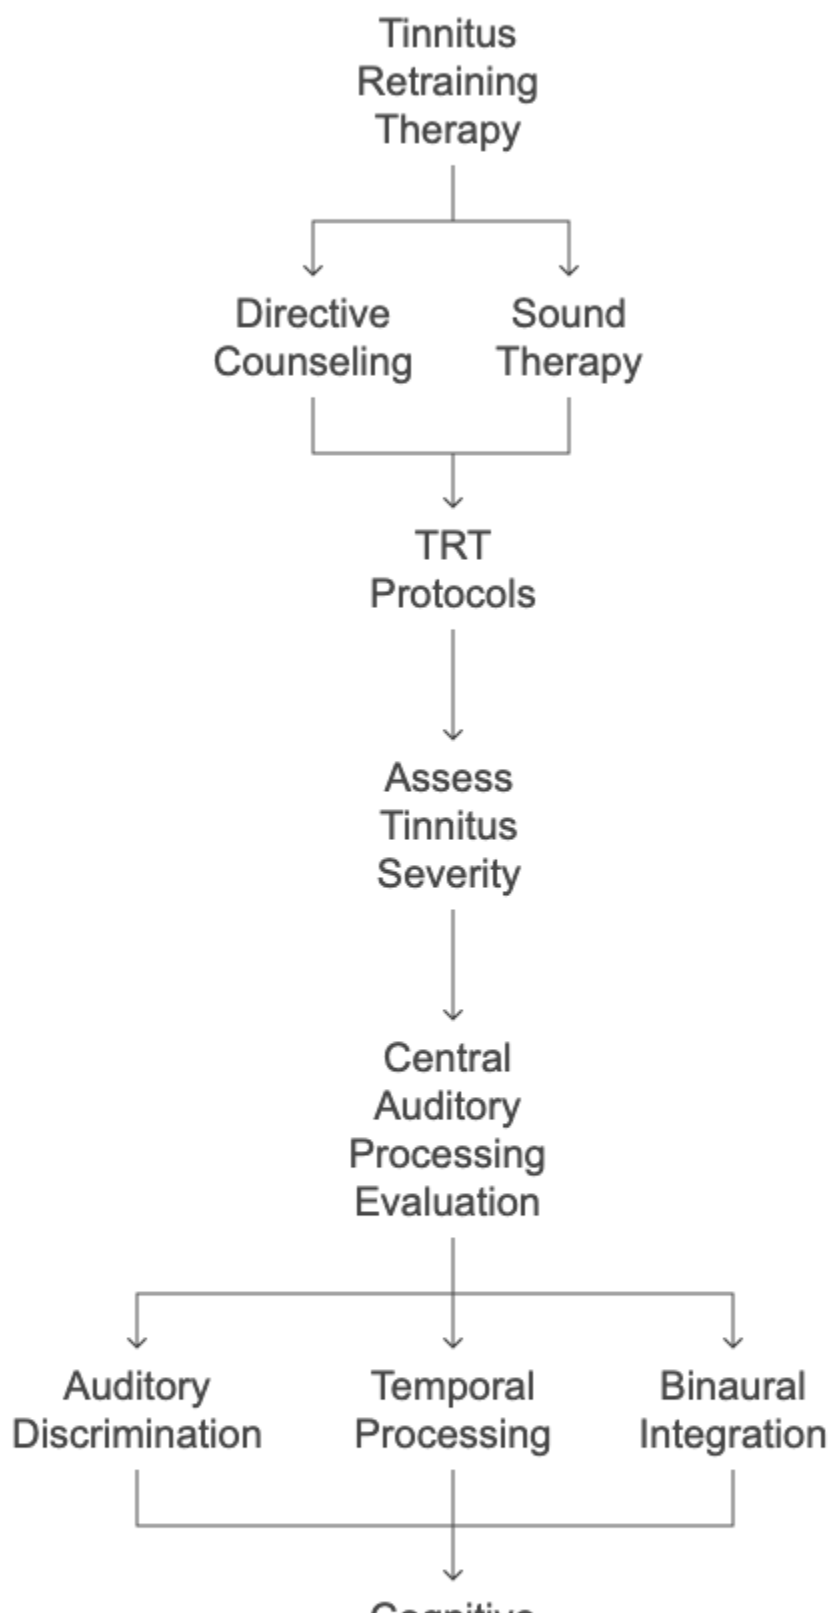 Tinnitus
Retraining
Therapy
Directive
Counseling
Sound
Therapy
TRT
Protocols
Assess
Tinnitus
Severity
Central
Auditory
Processing
Evaluation
Auditory
Discrimination
Temporal
Processing
Binaural
Integration
Cognitive